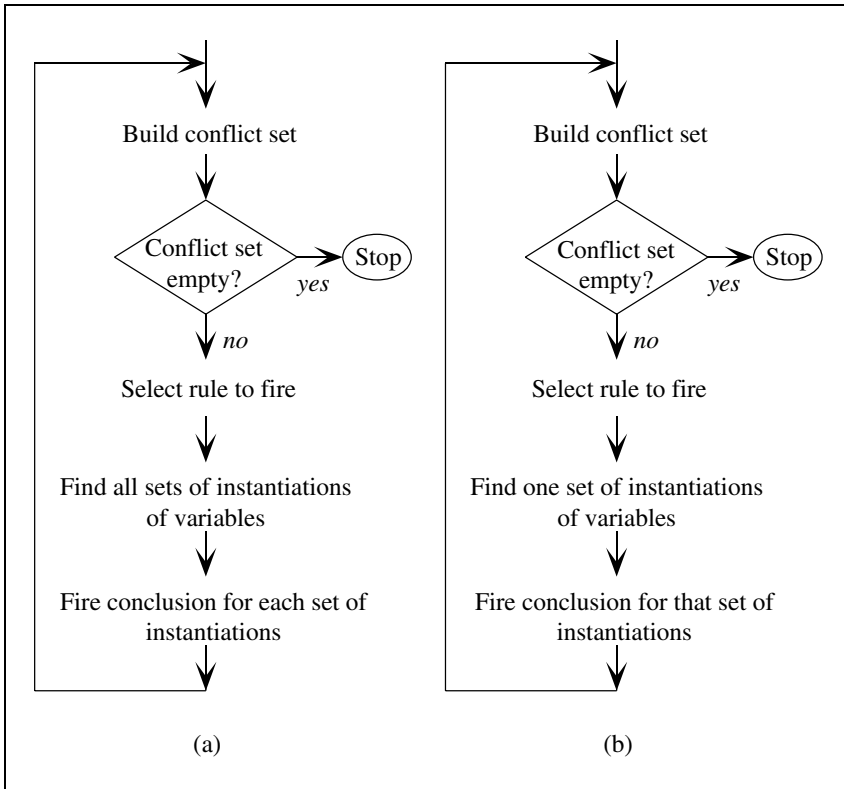 Build conflict set
Conflict set
empty?
Stop
yes
no
Select rule to fire
Find all sets of instantiations
of variables
Fire conclusion for each set of
instantiations
(a)
Build conflict set
Conflict set
empty?
Stop
yes
no
Select rule to fire
Find one set of instantiations
of variables
Fire conclusion for that set of
instantiations
(b)